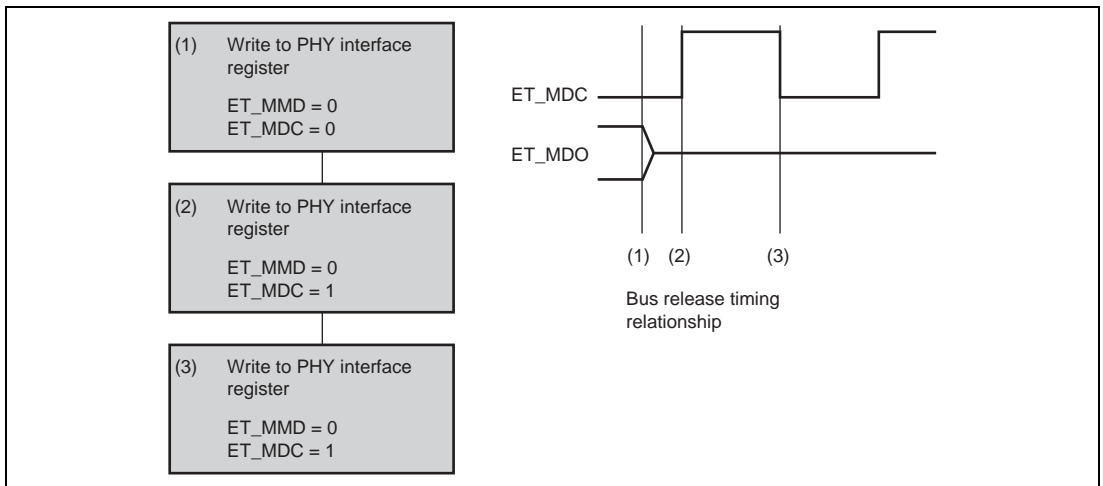 (1) Write to PHY interface
register
ET_MMD = 0
ET_MDC = 0
(2) Write to PHY interface
register
ET_MMD = 0
ET_MDC = 1
(3) Write to PHY interface
register
ET_MMD = 0
ET_MDC = 1
ET_MDC
ET_MDO
(1) (2) (3)
Bus release timing
relationship